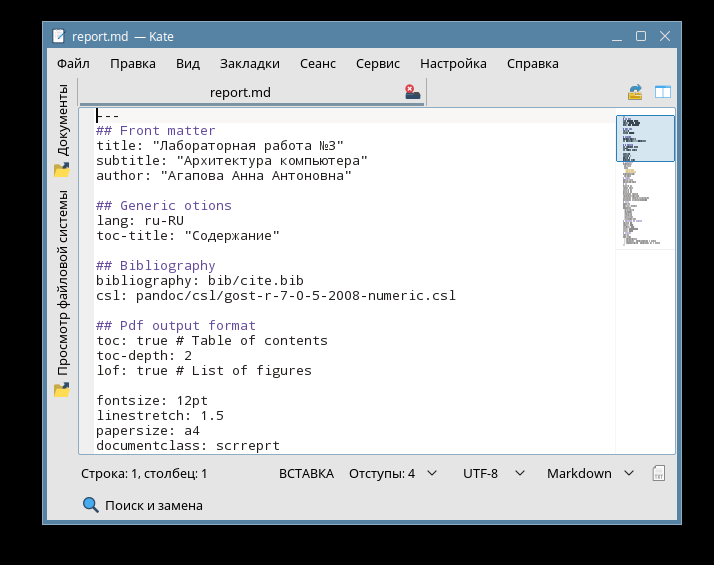 report.md — Kate
Файл Правка Вид Закладки Сеанс Сервис Настройка Справка
Документы
Просмотр файловой системы
report.md
---
## Front matter
title: "Лабораторная работа №3"
subtitle: "Архитектура компьютера"
author: "Агапова Анна Антоновна"
## Generic otions
lang: ru-RU
toc-title: "Содержание"
## Bibliography
bibliography: bib/cite.bib
csl: pandoc/csl/gost-r-7-0-5-2008-numeric.csl
## Pdf output format
toc: true # Table of contents
toc-depth: 2
lof: true # List of figures
fontsize: 12pt
linestretch: 1.5
papersize: a4
documentclass: scrreprt
Строка: 1, столбец: 1 ВСТАВКА Отступы: 4 UTF-8 Markdown
Поиск и замена